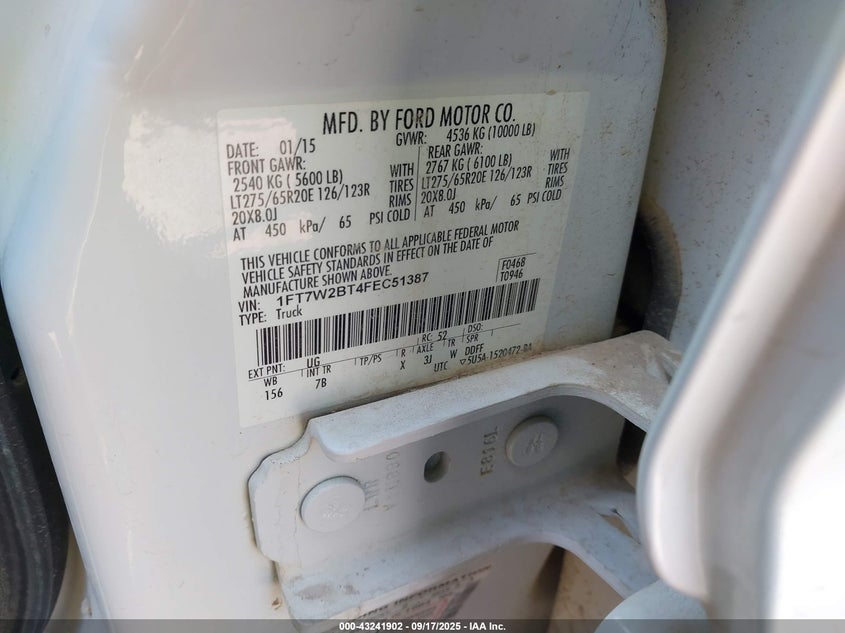 MFD. BY FORD MOTOR CO.
DATE: 01/15 GVWR: 4536 KG (10000 LB)
FRONT GAWR: REAR GAWR:
2540 KG ( 5600 LB) WITH 2767 KG ( 6100 LB) WITH
LT275/65R20E 126/123R TIRES LT275/65R20E 126/123R TIRES
20X8.0J RIMS 20X8.0J RIMS
AT 450 kPa/ 65 PSI COLD AT 450 kPa/ 65 PSI COLD
THIS VEHICLE CONFORMS TO ALL APPLICABLE FEDERAL MOTOR
VEHICLE SAFETY STANDARDS IN EFFECT ON THE DATE OF
MANUFACTURE SHOWN ABOVE.
F0468
T0946
VIN: 1FT7W2BT4FEC51387
TYPE: Truck
EXT PNT: UG RC: 52 DSO:
WB INT TR TP/PS R AXLE TR SPR
156 7B X 3J W DDFF
UTC 5U5A-1520472-BA
E816L
INFORMATION
000-43241902 - 09/17/2025 - IAA Inc.